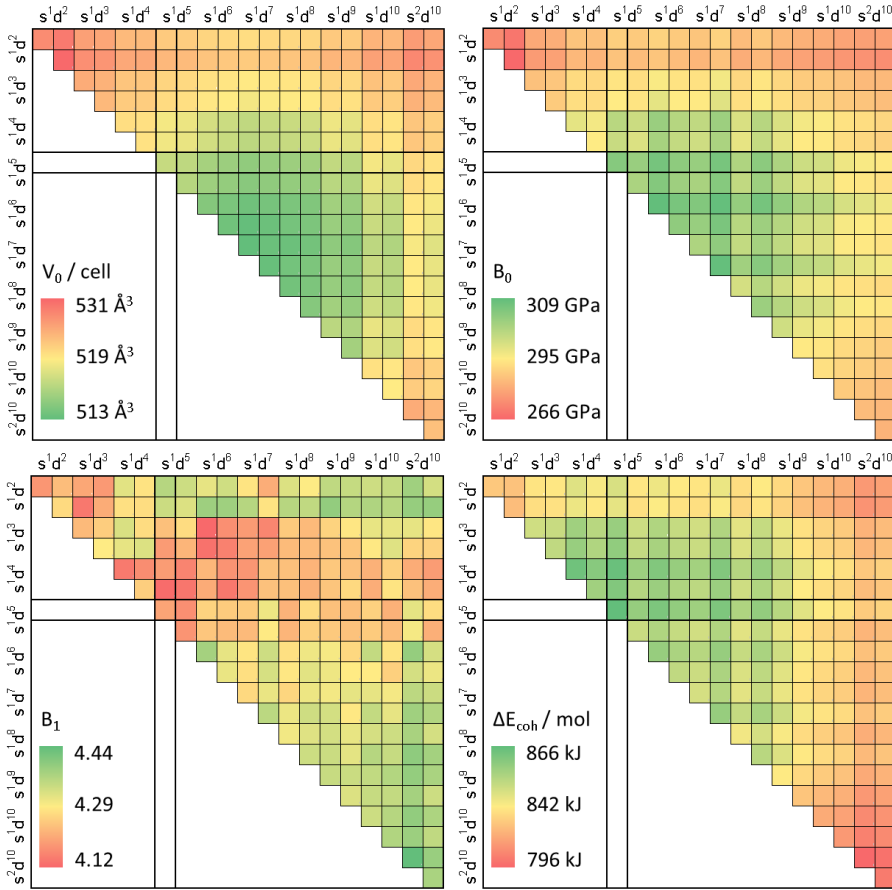 s¹d² s¹d³ s¹d⁴ s¹d⁵ s¹d⁶ s¹d⁷ s¹d⁸ s¹d⁹ s¹d¹⁰ s²d¹⁰
s¹d²
s¹d³
s¹d⁴
s¹d⁵
s¹d⁶
s¹d⁷
s¹d⁸
s¹d⁹
s¹d¹⁰
s²d¹⁰
V₀ / cell
531 Å³
519 Å³
513 Å³
s¹d² s¹d³ s¹d⁴ s¹d⁵ s¹d⁶ s¹d⁷ s¹d⁸ s¹d⁹ s¹d¹⁰ s²d¹⁰
s¹d²
s¹d³
s¹d⁴
s¹d⁵
s¹d⁶
s¹d⁷
s¹d⁸
s¹d⁹
s¹d¹⁰
s²d¹⁰
B₀
309 GPa
295 GPa
266 GPa
s¹d² s¹d³ s¹d⁴ s¹d⁵ s¹d⁶ s¹d⁷ s¹d⁸ s¹d⁹ s¹d¹⁰ s²d¹⁰
s¹d²
s¹d³
s¹d⁴
s¹d⁵
s¹d⁶
s¹d⁷
s¹d⁸
s¹d⁹
s¹d¹⁰
s²d¹⁰
B₁
4.44
4.29
4.12
s¹d² s¹d³ s¹d⁴ s¹d⁵ s¹d⁶ s¹d⁷ s¹d⁸ s¹d⁹ s¹d¹⁰ s²d¹⁰
s¹d²
s¹d³
s¹d⁴
s¹d⁵
s¹d⁶
s¹d⁷
s¹d⁸
s¹d⁹
s¹d¹⁰
s²d¹⁰
ΔE_coh / mol
866 kJ
842 kJ
796 kJ